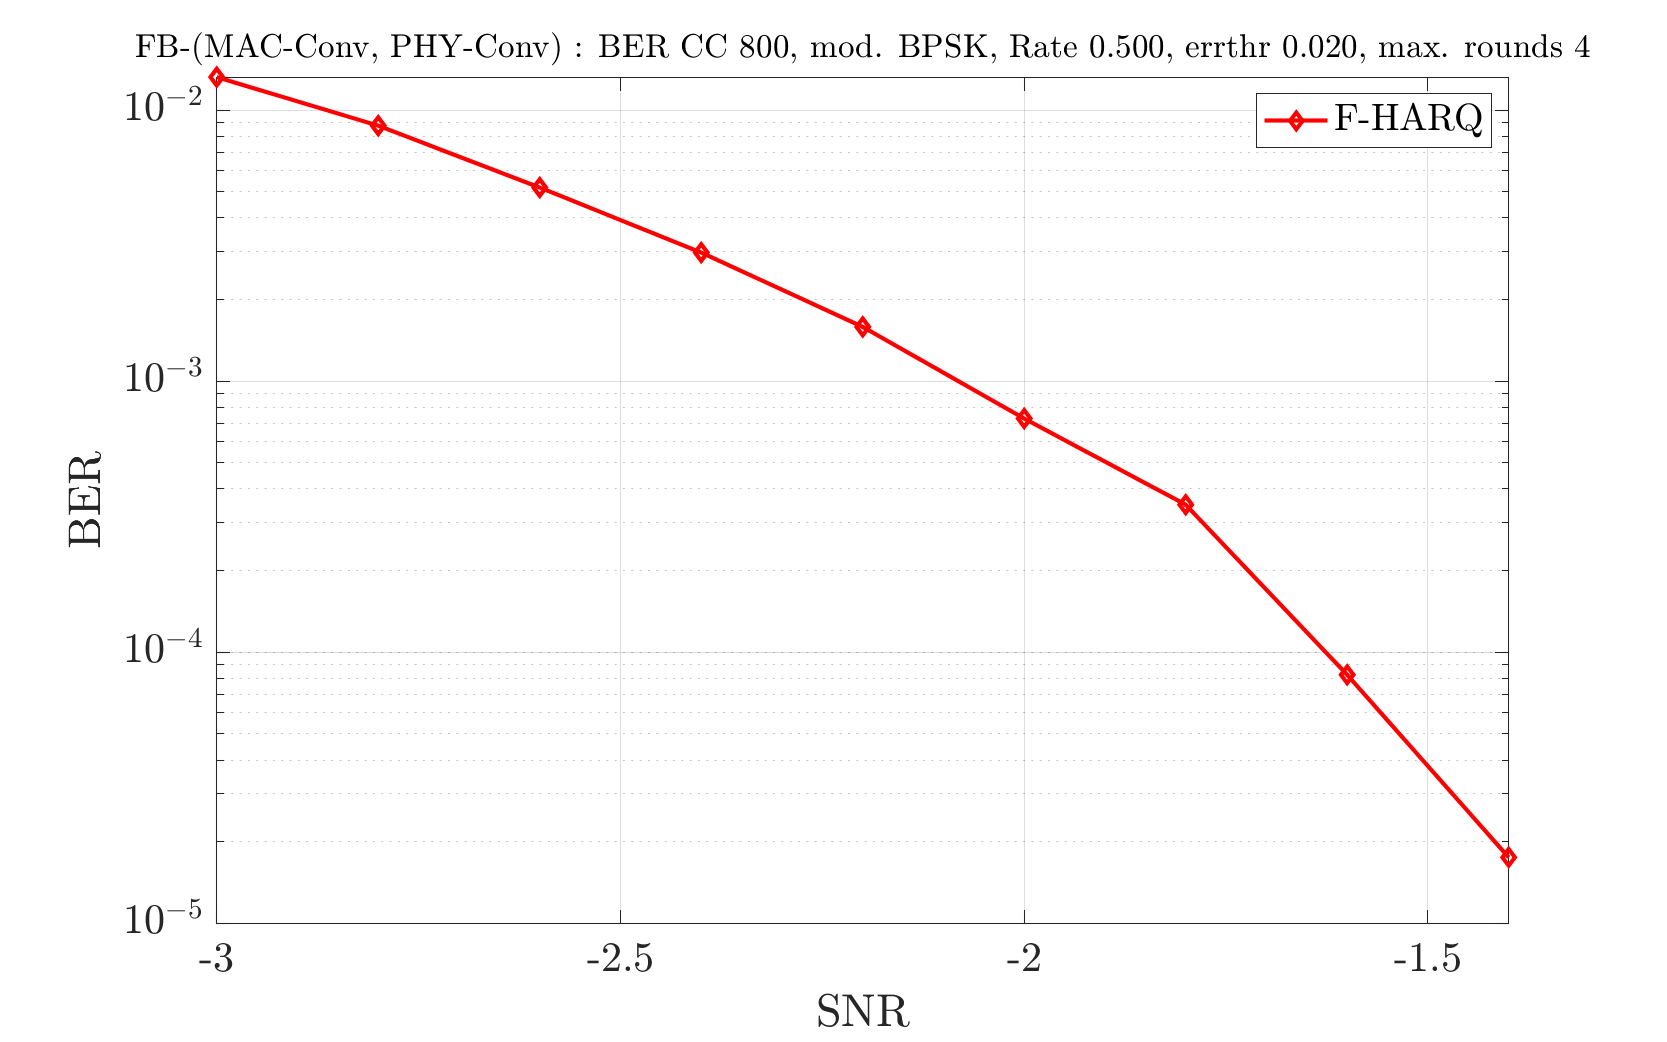 FB-(MAC-Conv, PHY-Conv) : BER CC 800, mod. BPSK, Rate 0.500, errthr 0.020, max. rounds 4
F-HARQ
10⁻²
10⁻³
10⁻⁴
10⁻⁵
BER
-3 -2.5 -2 -1.5
SNR